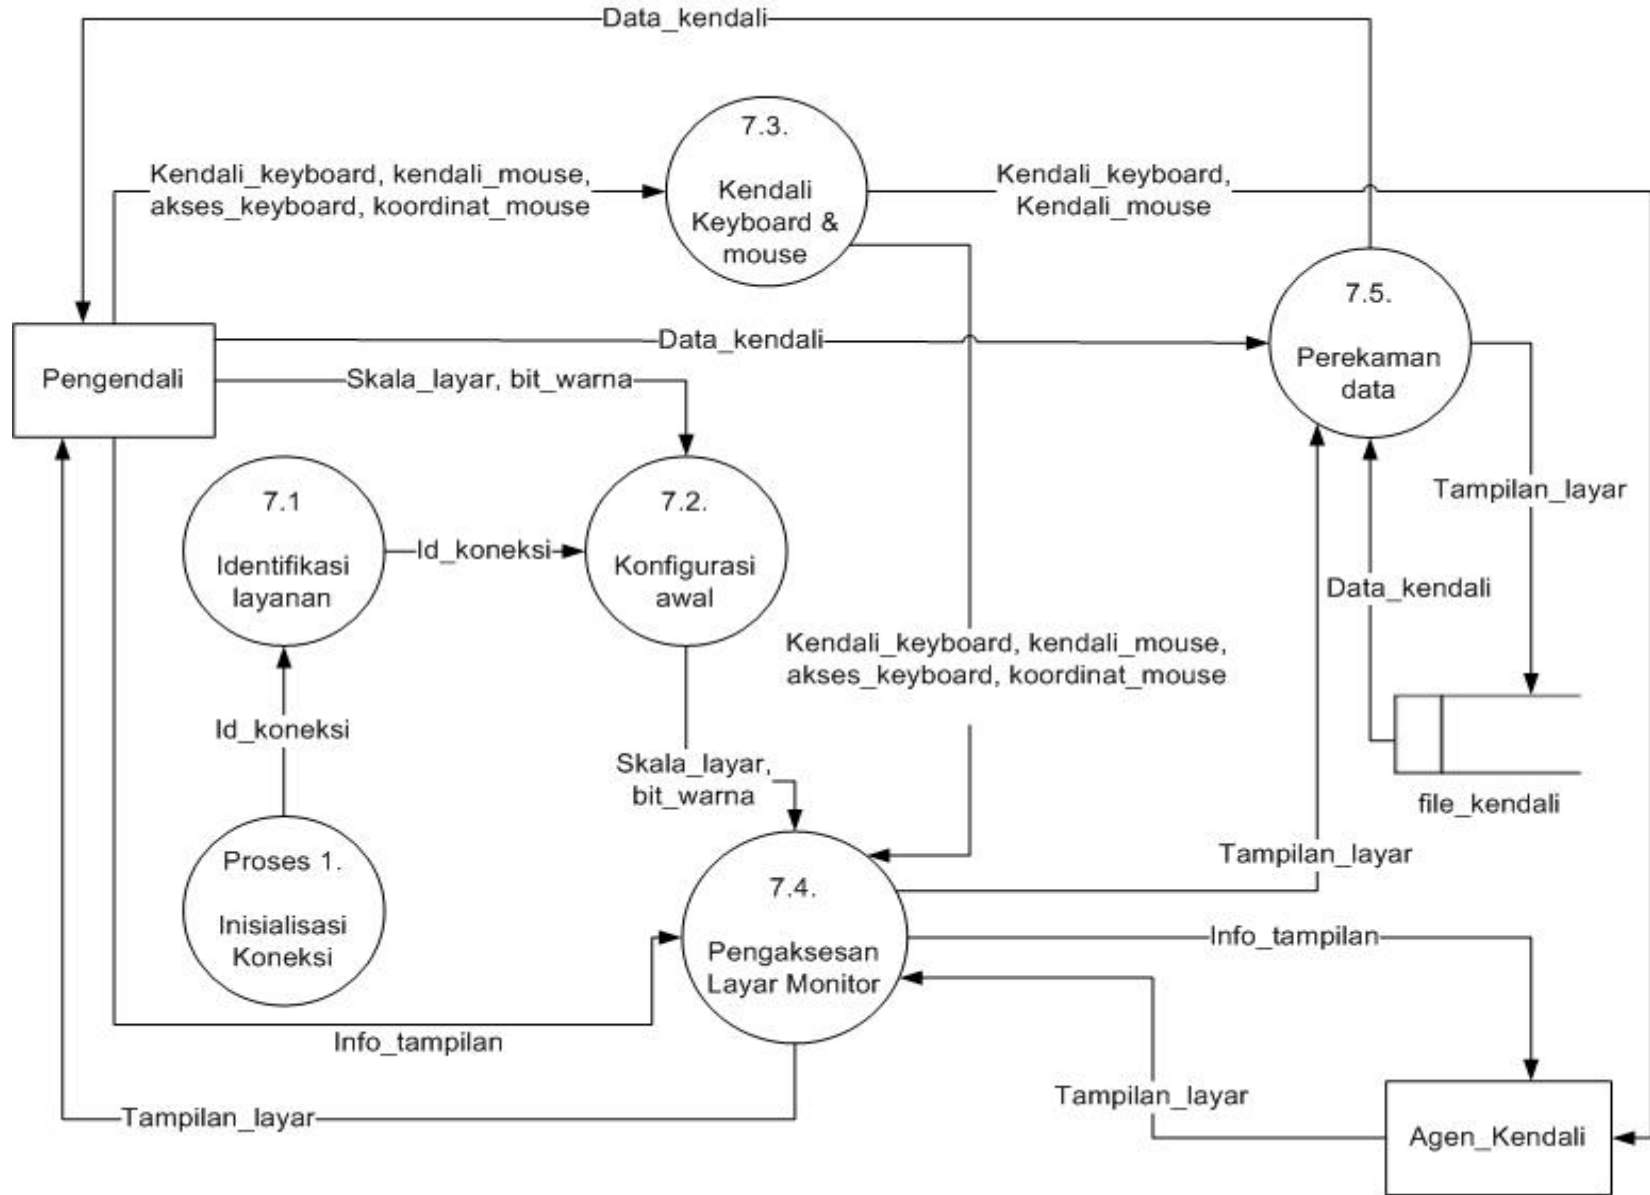 Data_kendali
7.3.
Kendali
Keyboard &
mouse
Kendali_keyboard, kendali_mouse,
akses_keyboard, koordinat_mouse
Kendali_keyboard,
Kendali_mouse
7.5.
Perekaman
data
Pengendali
Data_kendali
Skala_layar, bit_warna
7.1
Identifikasi
layanan
Id_koneksi
7.2.
Konfigurasi
awal
Tampilan_layar
Data_kendali
Kendali_keyboard, kendali_mouse,
akses_keyboard, koordinat_mouse
Id_koneksi
Skala_layar,
bit_warna
file_kendali
Proses 1.
Inisialisasi
Koneksi
7.4.
Pengaksesan
Layar Monitor
Tampilan_layar
Info_tampilan
Info_tampilan
Tampilan_layar
Tampilan_layar
Agen_Kendali